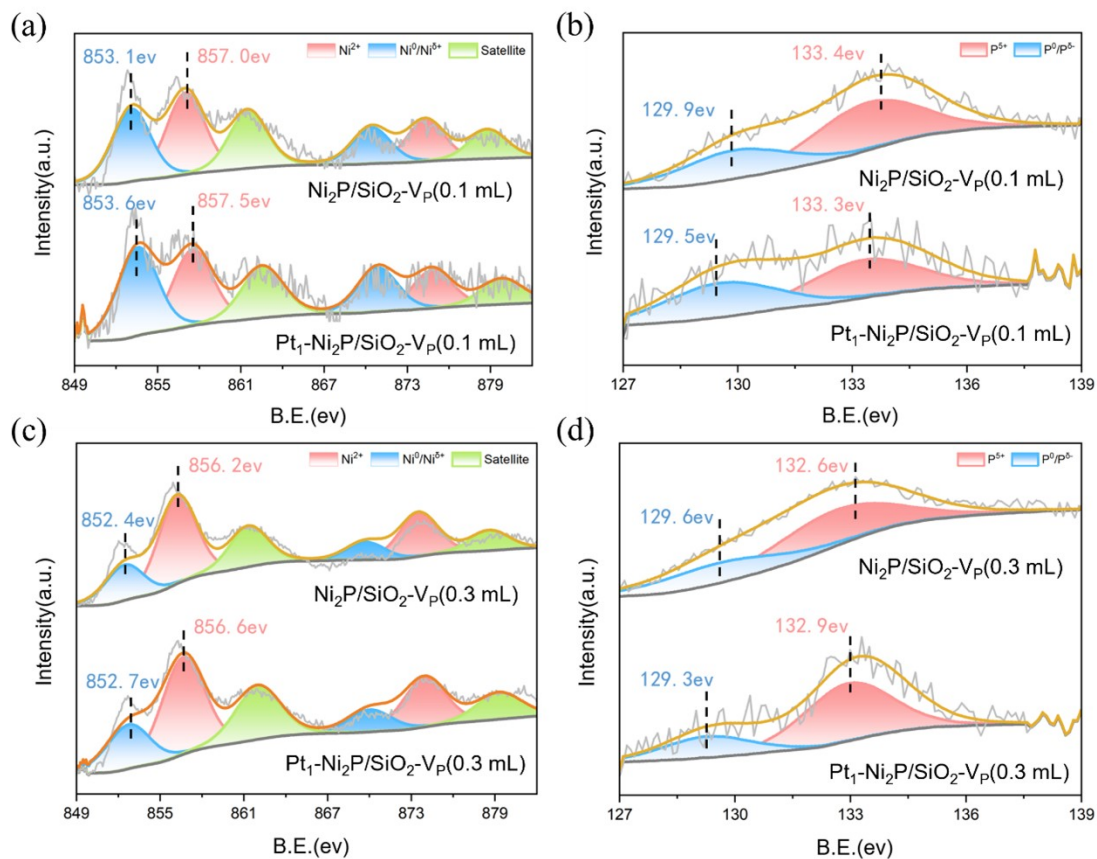 (a)
Ni²⁺ Ni⁰/Niᵟ⁺ Satellite
853.1ev 857.0ev
Ni₂P/SiO₂-Vₚ(0.1 mL)
853.6ev 857.5ev
Pt₁-Ni₂P/SiO₂-Vₚ(0.1 mL)
Intensity(a.u.)
849 855 861 867 873 879
B.E.(ev)
(b)
P⁵⁺ P⁰/Pᵟ⁻
133.4ev
129.9ev
Ni₂P/SiO₂-Vₚ(0.1 mL)
133.3ev
129.5ev
Pt₁-Ni₂P/SiO₂-Vₚ(0.1 mL)
Intensity(a.u.)
127 130 133 136 139
B.E.(ev)
(c)
Ni²⁺ Ni⁰/Niᵟ⁺ Satellite
856.2ev
852.4ev
Ni₂P/SiO₂-Vₚ(0.3 mL)
856.6ev
852.7ev
Pt₁-Ni₂P/SiO₂-Vₚ(0.3 mL)
Intensity(a.u.)
849 855 861 867 873 879
B.E.(ev)
(d)
P⁵⁺ P⁰/Pᵟ⁻
132.6ev
129.6ev
Ni₂P/SiO₂-Vₚ(0.3 mL)
132.9ev
129.3ev
Pt₁-Ni₂P/SiO₂-Vₚ(0.3 mL)
Intensity(a.u.)
127 130 133 136 139
B.E.(ev)